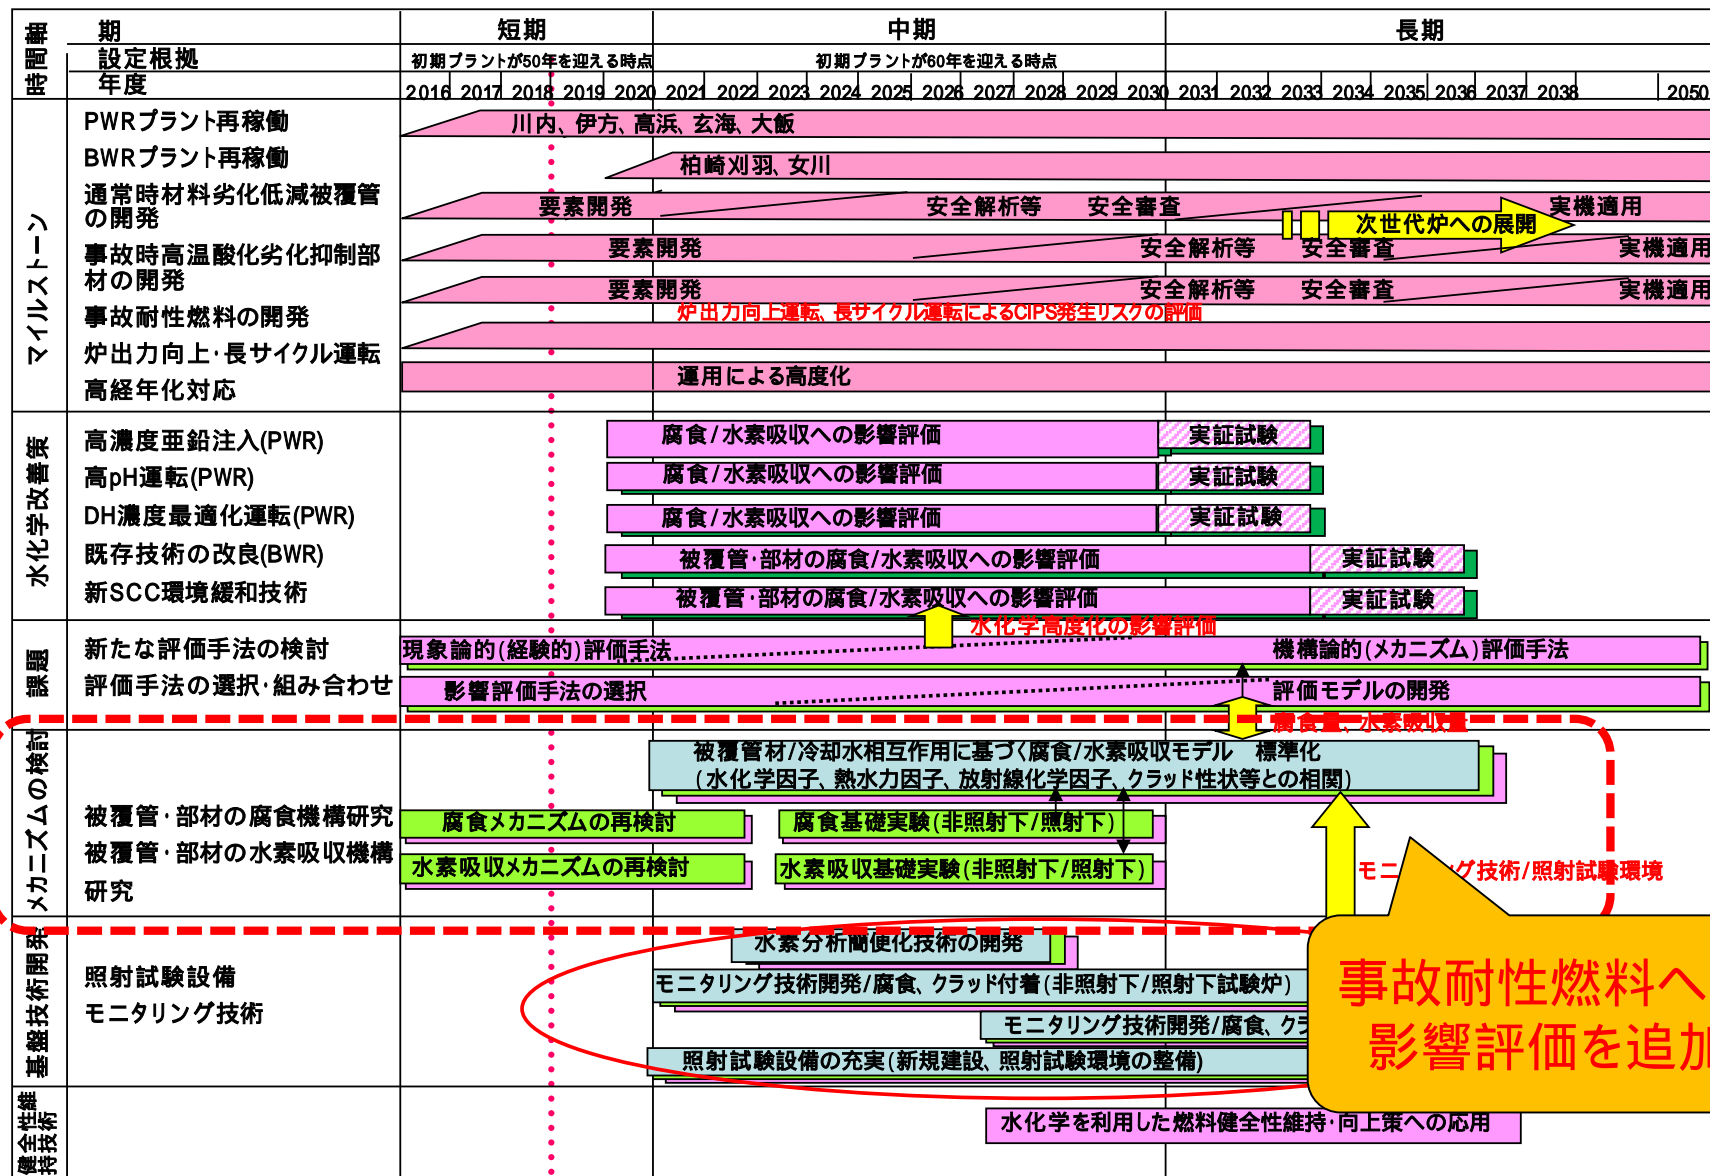 時間軸
期
短期
中期
長期
設定根拠
初期プラントが50年を迎える時点
初期プラントが60年を迎える時点
年度
2016 2017 2018 2019 2020 2021 2022 2023 2024 2025 2026 2027 2028 2029 2030 2031 2032 2033 2034 2035 2036 2037 2038 2050
マイルストーン
PWRプラント再稼働
川内、伊方、高浜、玄海、大飯
BWRプラント再稼働
柏崎刈羽、女川
通常時材料劣化低減被覆管
の開発
要素開発 安全解析等 安全審査 実機適用
次世代炉への展開
事故時高温酸化劣化抑制部
材の開発
要素開発 安全解析等 安全審査 実機適用
事故耐性燃料の開発
要素開発 安全解析等 安全審査 実機適用
炉出力向上運転、長サイクル運転によるCIPS発生リスクの評価
炉出力向上・長サイクル運転
高経年化対応
運用による高度化
水化学改善策
高濃度亜鉛注入(PWR)
腐食/水素吸収への影響評価 実証試験
高pH運転(PWR)
腐食/水素吸収への影響評価 実証試験
DH濃度最適化運転(PWR)
腐食/水素吸収への影響評価 実証試験
既存技術の改良(BWR)
被覆管・部材の腐食/水素吸収への影響評価 実証試験
新SCC環境緩和技術
被覆管・部材の腐食/水素吸収への影響評価 実証試験
水化学高度化の影響評価
課題
新たな評価手法の検討
現象論的(経験的)評価手法 機構論的(メカニズム)評価手法
評価手法の選択・組み合わせ
影響評価手法の選択 評価モデルの開発
腐食量、水素吸収量
メカニズムの検討
被覆管材/冷却水相互作用に基づく腐食/水素吸収モデル 標準化
(水化学因子、熱水力因子、放射線化学因子、クラッド性状等との相関)
被覆管・部材の腐食機構研究
腐食メカニズムの再検討 腐食基礎実験(非照射下/照射下)
被覆管・部材の水素吸収機構
研究
水素吸収メカニズムの再検討 水素吸収基礎実験(非照射下/照射下)
モニ グ技術/照射試験環境
基盤技術開発
水素分析簡便化技術の開発
照射試験設備
モニタリング技術開発/腐食、クラッド付着(非照射下/照射下試験炉)
モニタリング技術
モニタリング技術開発/腐食、クラ
照射試験設備の充実(新規建設、照射試験環境の整備)
事故耐性燃料へ
影響評価を追加
健全性維
持技術
水化学を利用した燃料健全性維持・向上策への応用